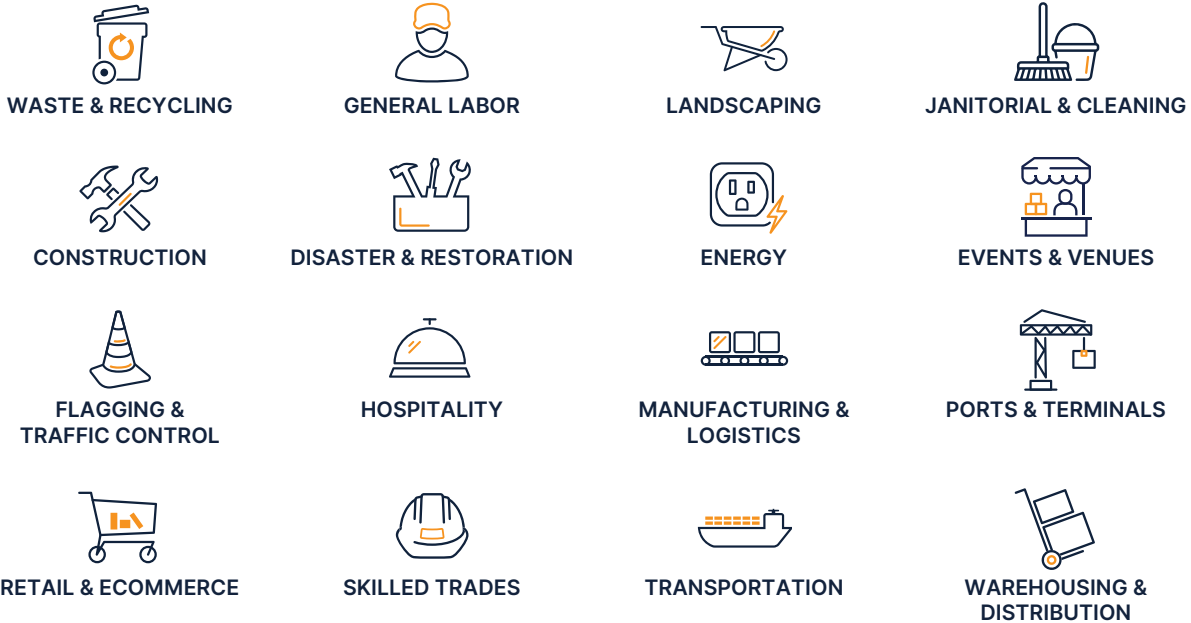 WASTE & RECYCLING
GENERAL LABOR
LANDSCAPING
JANITORIAL & CLEANING
CONSTRUCTION
DISASTER & RESTORATION
ENERGY
EVENTS & VENUES
FLAGGING &
TRAFFIC CONTROL
HOSPITALITY
MANUFACTURING &
LOGISTICS
PORTS & TERMINALS
RETAIL & ECOMMERCE
SKILLED TRADES
TRANSPORTATION
WAREHOUSING &
DISTRIBUTION